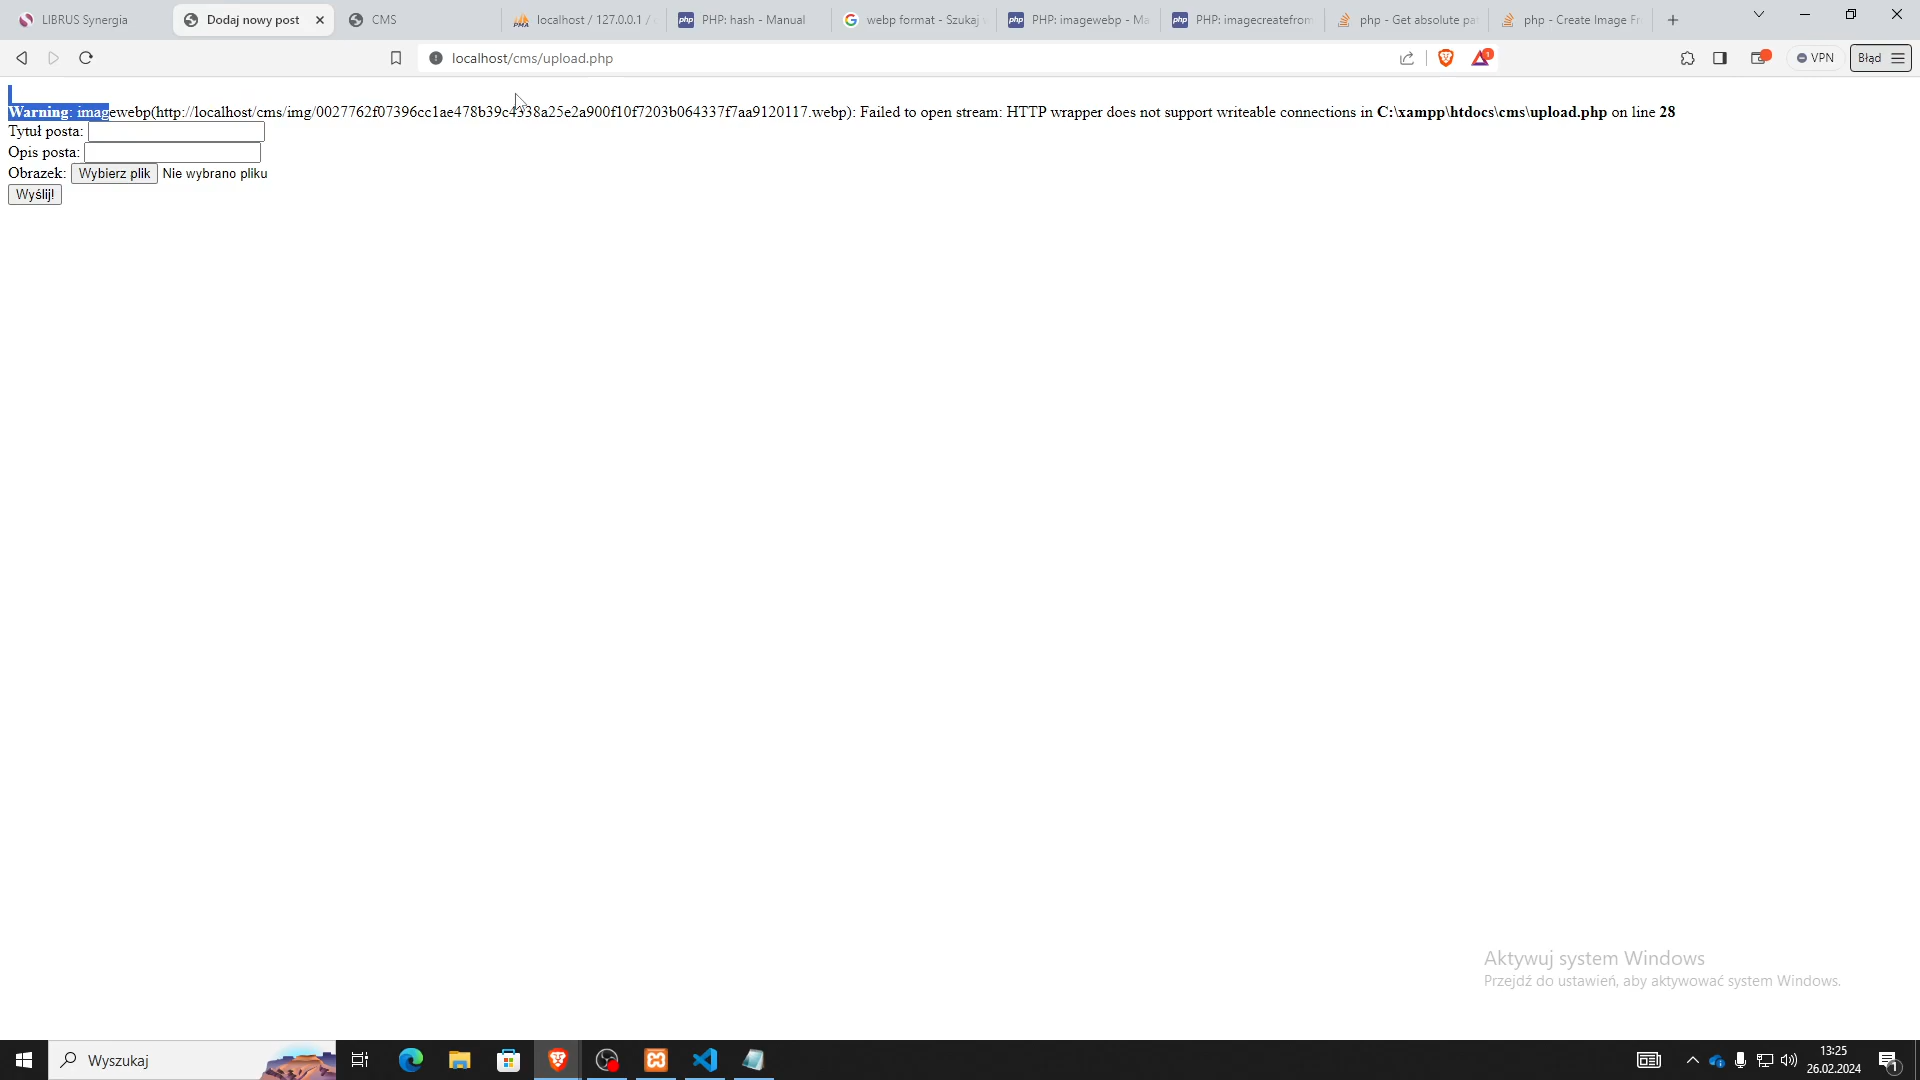 LIBRUS Synergia
Dodaj nowy post
CMS
localhost / 127.0.0.1 /
PHP: hash - Manual
webp format - Szukaj
PHP: imagewebp - Ma
PHP: imagecreatefrom
php - Get absolute pa
php - Create Image Fr
localhost/cms/upload.php
1
VPN
Błąd
Warning: imagewebp(http://localhost/cms/img/0027762f07396cc1ae478b39c4338a25e2a900f10f7203b064337f7aa9120117.webp): Failed to open stream: HTTP wrapper does not support writeable connections in C:\xampp\htdocs\cms\upload.php on line 28
Tytuł posta:
Opis posta:
Obrazek: Wybierz plik Nie wybrano pliku
Wyślij!
Aktywuj system Windows
Przejdź do ustawień, aby aktywować system Windows.
Wyszukaj
13:25
26.02.2024
1